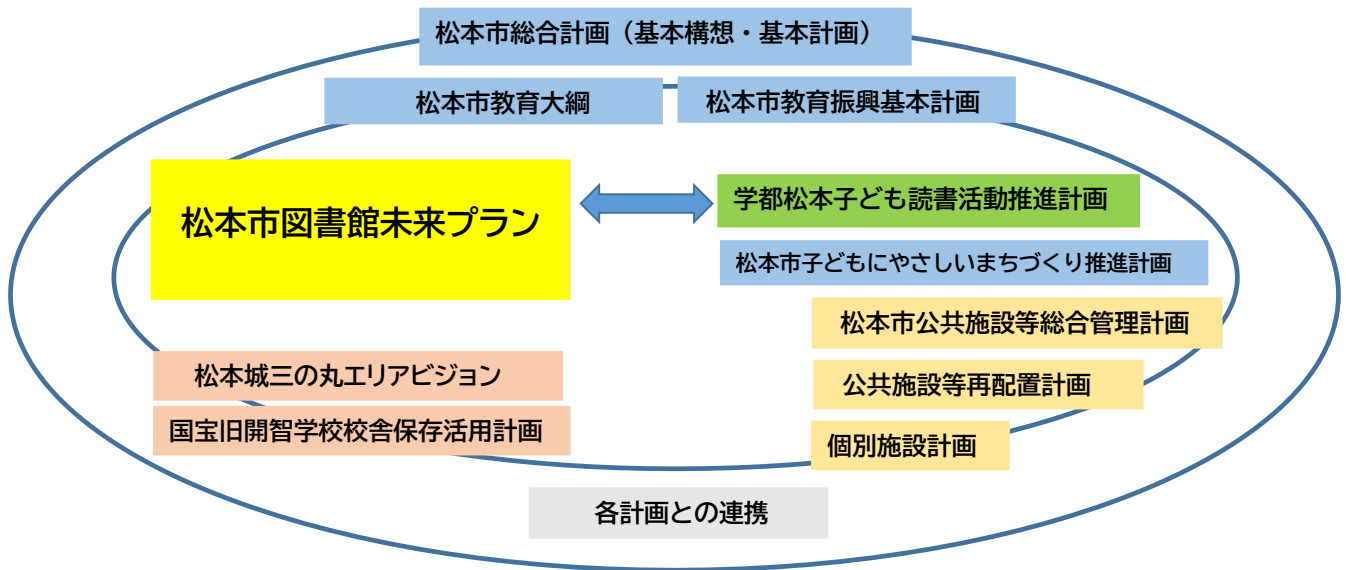 松本市総合計画（基本構想・基本計画）
松本市教育大綱
松本市教育振興基本計画
松本市図書館未来プラン
学都松本子ども読書活動推進計画
松本市子どもにやさしいまちづくり推進計画
松本市公共施設等総合管理計画
松本城三の丸エリアビジョン
公共施設等再配置計画
国宝旧開智学校校舎保存活用計画
個別施設計画
各計画との連携